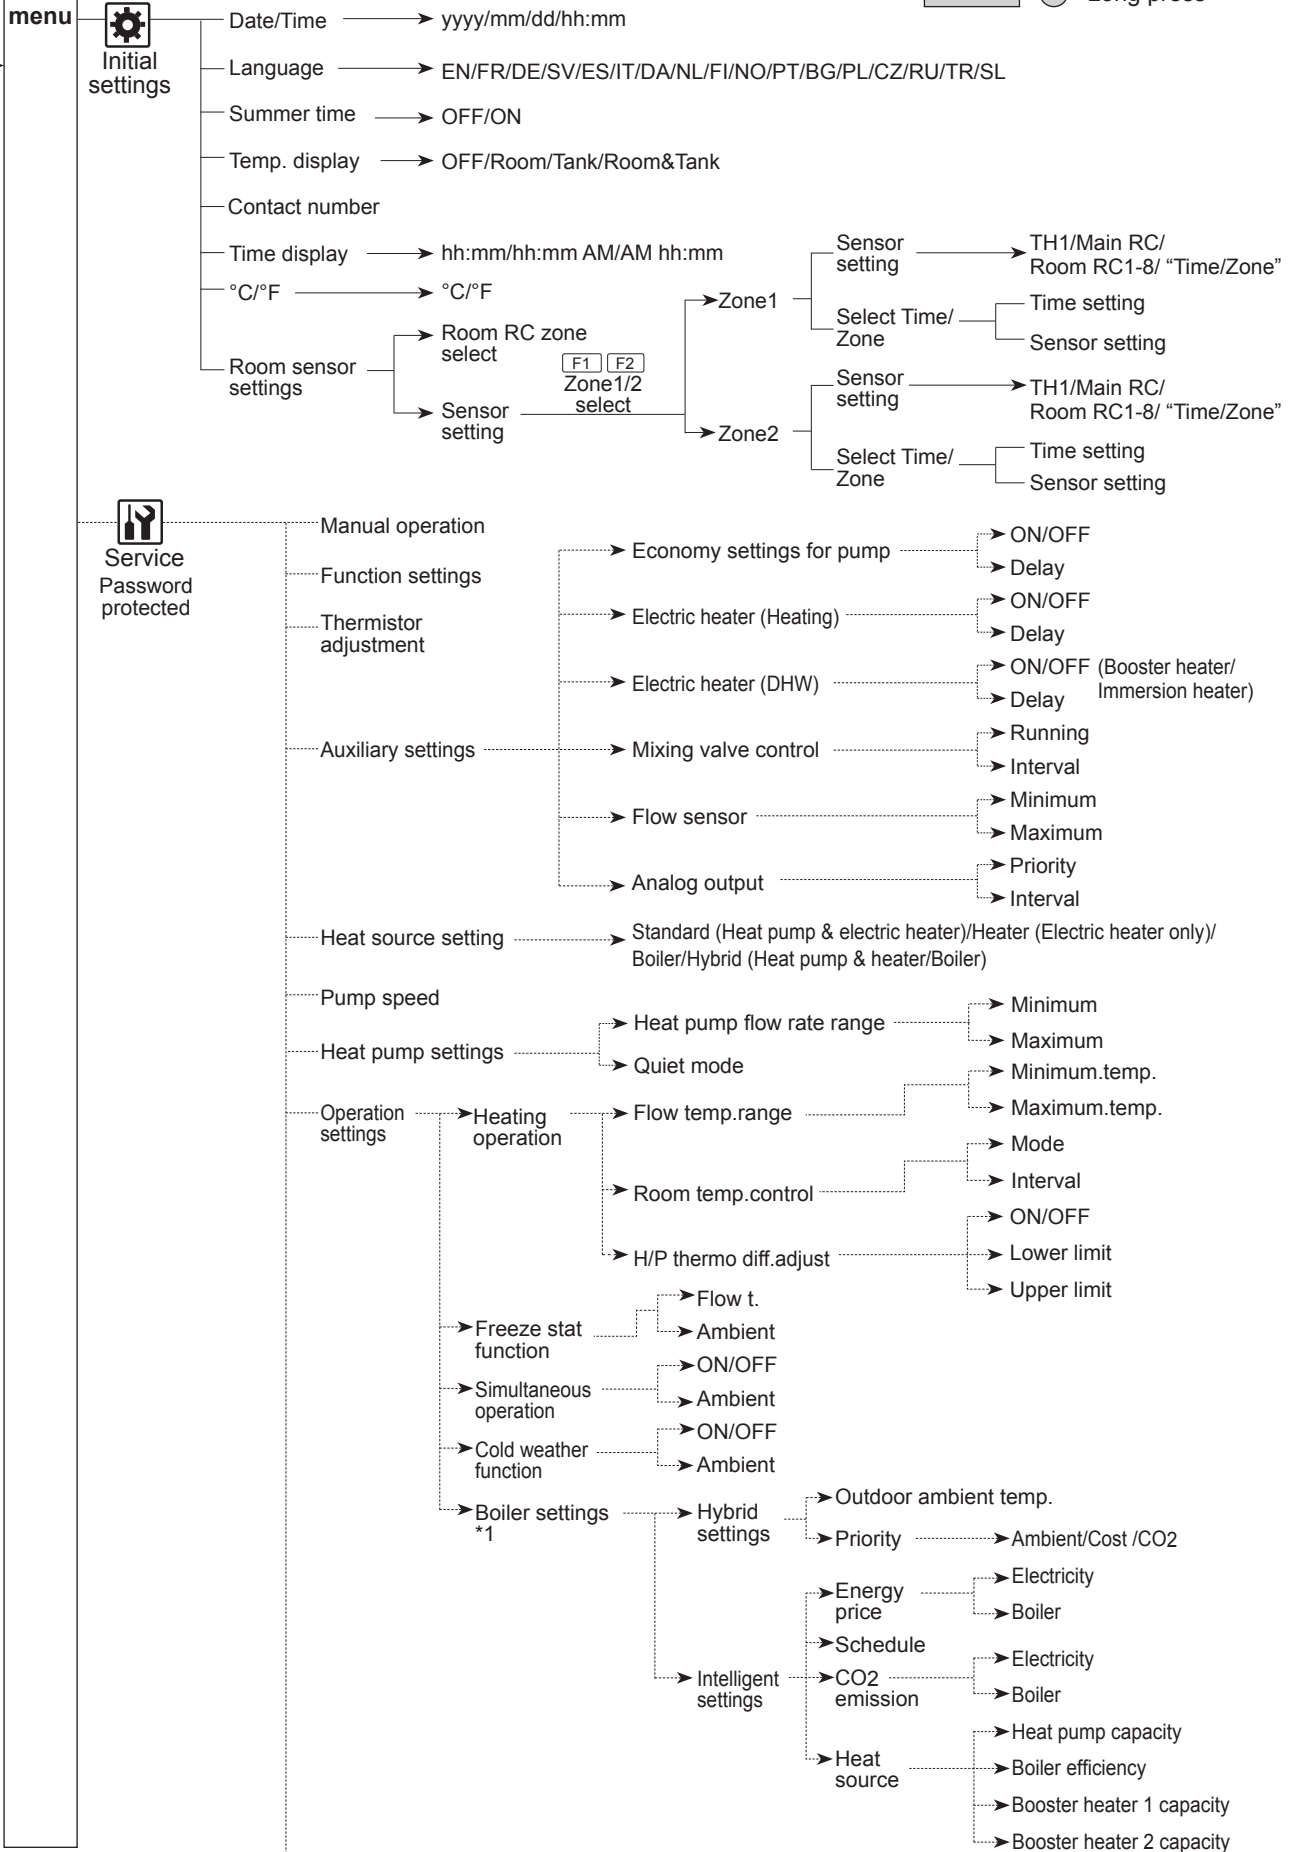 menu
Initial
settings
Date/Time
yyyy/mm/dd/hh:mm
Language
EN/FR/DE/SV/ES/IT/DA/NL/FI/NO/PT/BG/PL/CZ/RU/TR/SL
Summer time
OFF/ON
Temp. display
OFF/Room/Tank/Room&Tank
Contact number
Time display
hh:mm/hh:mm AM/AM hh:mm
°C/°F
°C/°F
Room sensor
settings
Room RC zone
select
Sensor
setting
F1 F2
Zone1/2
select
Zone1
Sensor
setting
TH1/Main RC/
Room RC1-8/ “Time/Zone”
Select Time/
Zone
Time setting
Sensor setting
Zone2
Sensor
setting
TH1/Main RC/
Room RC1-8/ “Time/Zone”
Select Time/
Zone
Time setting
Sensor setting
Service
Password
protected
Manual operation
Function settings
Thermistor
adjustment
Auxiliary settings
Economy settings for pump
ON/OFF
Delay
Electric heater (Heating)
ON/OFF
Delay
Electric heater (DHW)
ON/OFF (Booster heater/
Immersion heater)
Delay
Mixing valve control
Running
Interval
Flow sensor
Minimum
Maximum
Analog output
Priority
Interval
Heat source setting
Standard (Heat pump & electric heater)/Heater (Electric heater only)/
Boiler/Hybrid (Heat pump & heater/Boiler)
Pump speed
Heat pump settings
Heat pump flow rate range
Minimum
Maximum
Quiet mode
Operation
settings
Heating
operation
Flow temp.range
Minimum.temp.
Maximum.temp.
Room temp.control
Mode
Interval
H/P thermo diff.adjust
ON/OFF
Lower limit
Upper limit
Freeze stat
function
Flow t.
Ambient
Simultaneous
operation
ON/OFF
Ambient
Cold weather
function
ON/OFF
Ambient
Boiler settings
*1
Hybrid
settings
Outdoor ambient temp.
Priority
Ambient/Cost /CO2
Intelligent
settings
Energy
price
Electricity
Boiler
Schedule
CO2
emission
Electricity
Boiler
Heat
source
Heat pump capacity
Boiler efficiency
Booster heater 1 capacity
Booster heater 2 capacity